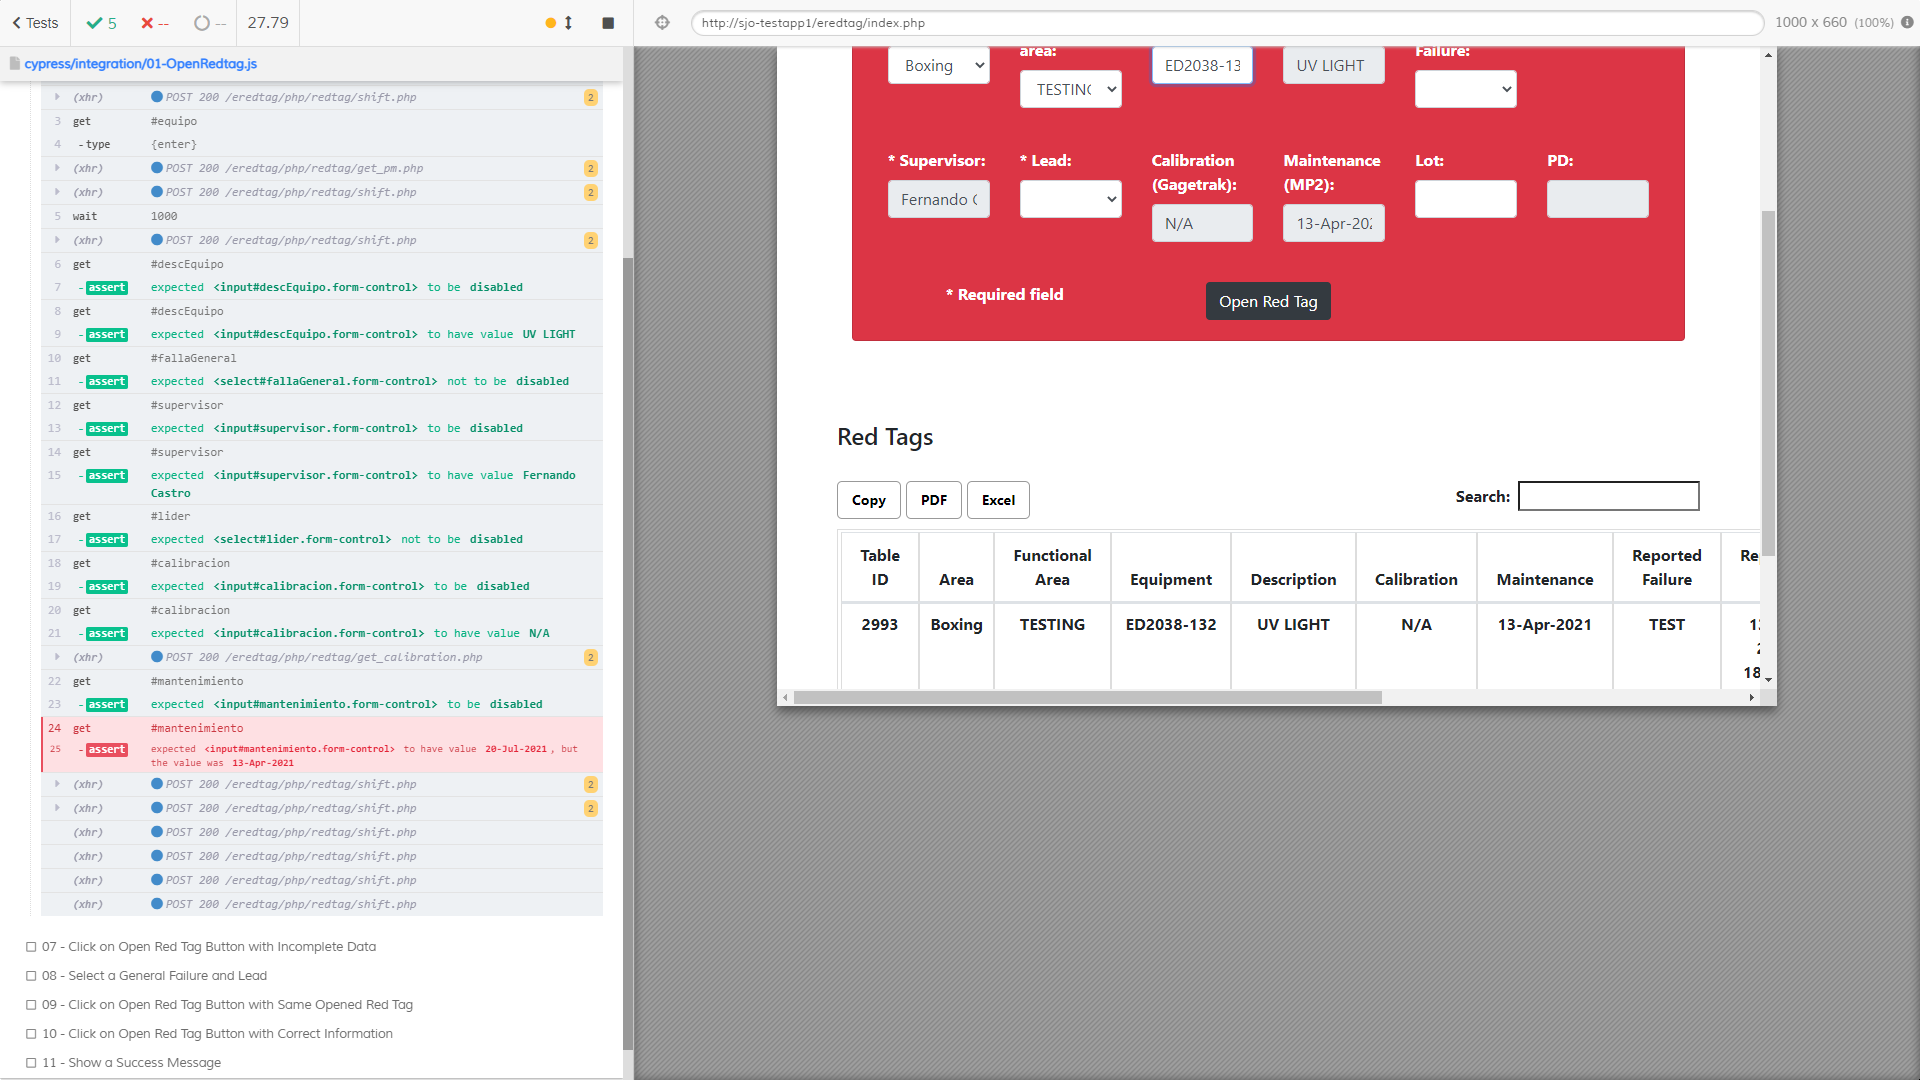 Tests
5
--
--
27.79
cypress/integration/01-OpenRedtag.js
(xhr) POST 200 /eredtag/php/redtag/shift.php 2
3 get #equipo
4 -type {enter}
(xhr) POST 200 /eredtag/php/redtag/get_pm.php 2
(xhr) POST 200 /eredtag/php/redtag/shift.php 2
5 wait 1000
(xhr) POST 200 /eredtag/php/redtag/shift.php 2
6 get #descEquipo
7 -assert expected <input#descEquipo.form-control> to be disabled
8 get #descEquipo
9 -assert expected <input#descEquipo.form-control> to have value UV LIGHT
10 get #fallaGeneral
11 -assert expected <select#fallaGeneral.form-control> not to be disabled
12 get #supervisor
13 -assert expected <input#supervisor.form-control> to be disabled
14 get #supervisor
15 -assert expected <input#supervisor.form-control> to have value Fernando
Castro
16 get #lider
17 -assert expected <select#lider.form-control> not to be disabled
18 get #calibracion
19 -assert expected <input#calibracion.form-control> to be disabled
20 get #calibracion
21 -assert expected <input#calibracion.form-control> to have value N/A
(xhr) POST 200 /eredtag/php/redtag/get_calibration.php 2
22 get #mantenimiento
23 -assert expected <input#mantenimiento.form-control> to be disabled
24 get #mantenimiento
25 -assert expected <input#mantenimiento.form-control> to have value 20-Jul-2021, but
the value was 13-Apr-2021
(xhr) POST 200 /eredtag/php/redtag/shift.php 2
(xhr) POST 200 /eredtag/php/redtag/shift.php 2
(xhr) POST 200 /eredtag/php/redtag/shift.php
(xhr) POST 200 /eredtag/php/redtag/shift.php
(xhr) POST 200 /eredtag/php/redtag/shift.php
(xhr) POST 200 /eredtag/php/redtag/shift.php
07 - Click on Open Red Tag Button with Incomplete Data
08 - Select a General Failure and Lead
09 - Click on Open Red Tag Button with Same Opened Red Tag
10 - Click on Open Red Tag Button with Correct Information
11 - Show a Success Message
http://sjo-testapp1/eredtag/index.php
1000 x 660 (100%)
area: Failure:
Boxing ED2038-13 UV LIGHT
TESTING
* Supervisor: * Lead: Calibration (Gagetrak): Maintenance (MP2): Lot: PD:
Fernando C
N/A 13-Apr-202
* Required field Open Red Tag
Red Tags
Copy PDF Excel Search:
Table ID Area Functional Area Equipment Description Calibration Maintenance Reported Failure Re
2993 Boxing TESTING ED2038-132 UV LIGHT N/A 13-Apr-2021 TEST 1
2
18